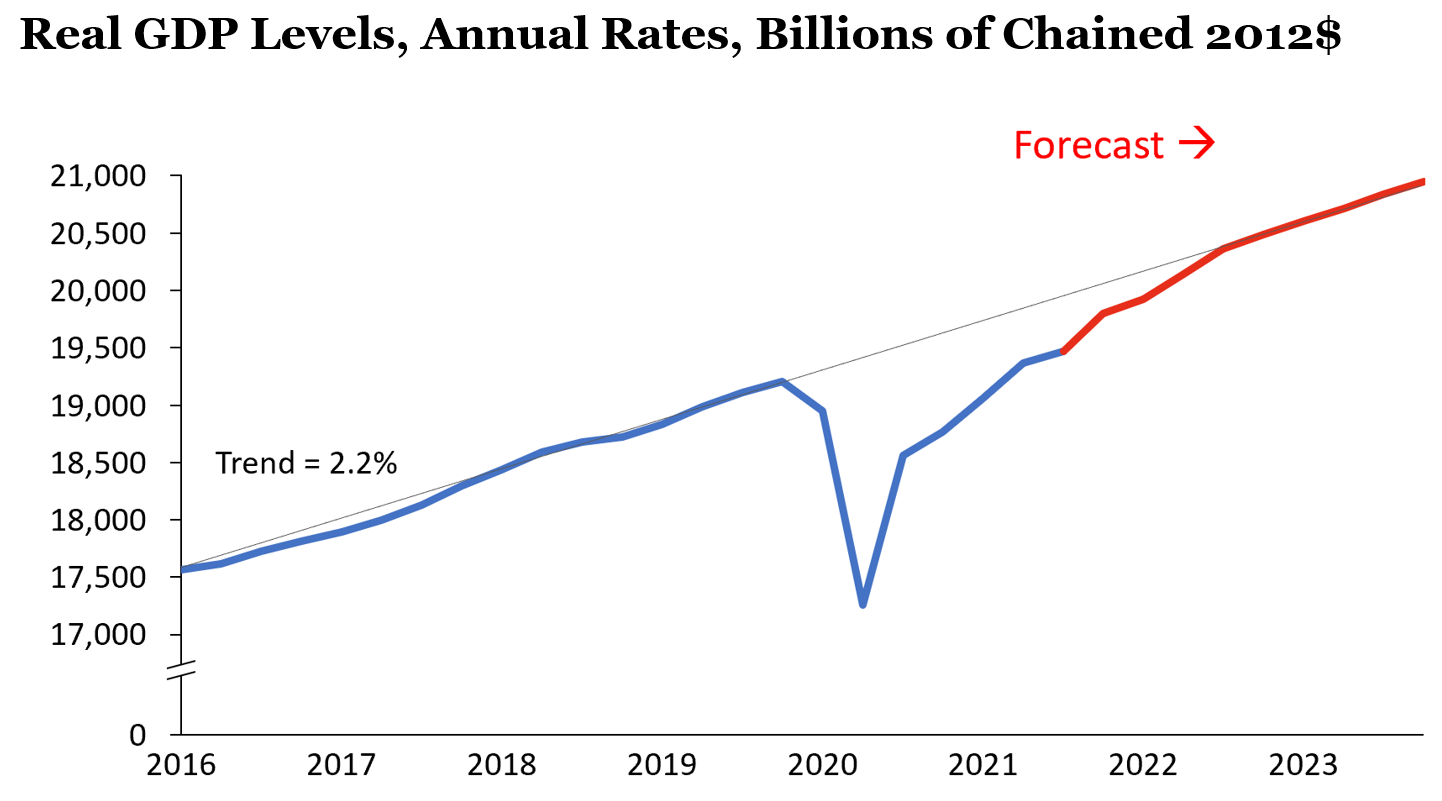 Real GDP Levels, Annual Rates, Billions of Chained 2012$
Forecast →
21,000
20,500
20,000
19,500
19,000
18,500
Trend = 2.2%
18,000
17,500
17,000
0
2016 2017 2018 2019 2020 2021 2022 2023